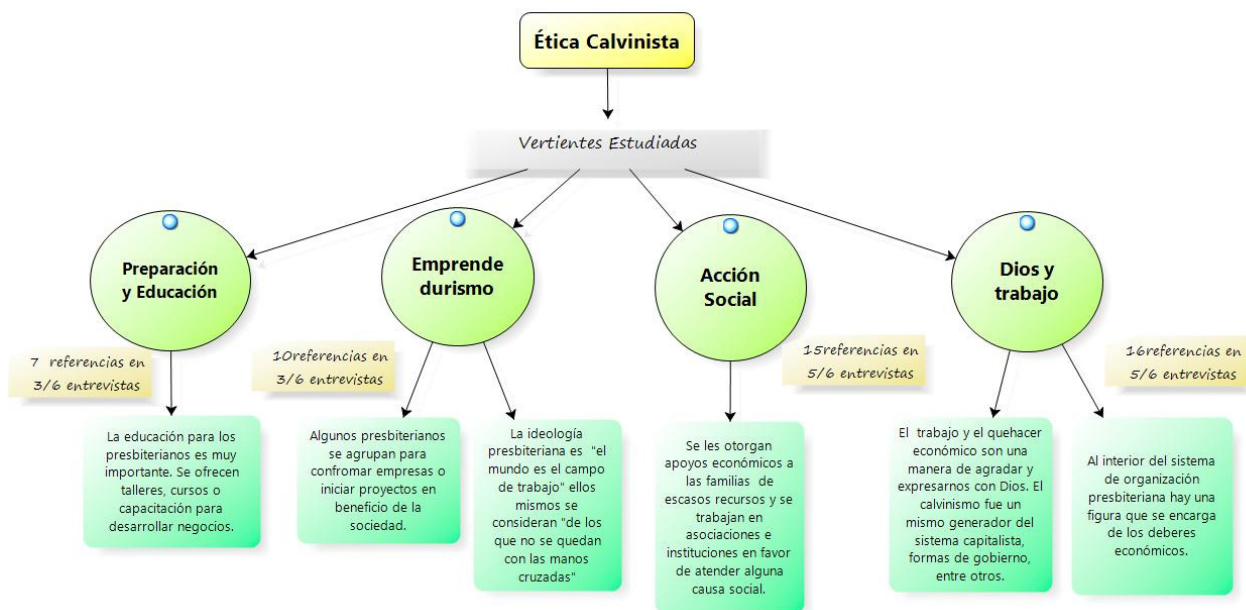 Ética Calvinista
Vertientes Estudiadas
Preparación
y Educación
Emprende
durismo
Acción
Social
Dios y
trabajo
7 referencias en
3/6 entrevistas
10referencias en
3/6 entrevistas
15referencias en
5/6 entrevistas
16referencias en
5/6 entrevistas
La educación para los
presbiterianos es muy
importante. Se ofrecen
talleres, cursos o
capacitación para
desarrollar negocios.
Algunos presbiterianos
se agrupan para
confromar empresas o
iniciar proyectos en
beneficio de la
sociedad.
La ideología
presbiteriana es "el
mundo es el campo
de trabajo" ellos
mismos se
consideran "de los
que no se quedan
con las manos
cruzadas"
Se les otorgan
apoyos económicos a
las familias de
escasos recursos y se
trabajan en
asociaciones e
instituciones en favor
de atender alguna
causa social.
El trabajo y el quehacer
económico son una
manera de agradar y
expresarnos con Dios. El
calvinismo fue un
mismo generador del
sistema capitalista,
formas de gobierno,
entre otros.
Al interior del sistema
de organización
presbiteriana hay una
figura que se encarga
de los deberes
económicos.